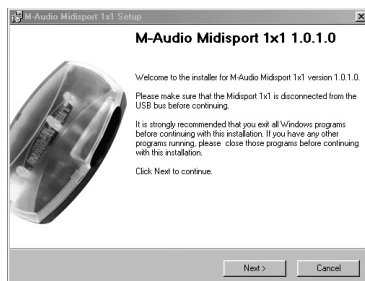 M-Audio Midisport 1x1 Setup
M-Audio Midisport 1x1 1.0.1.0
Welcome to the installer for M-Audio Midisport 1x1 version 1.0.1.0.
Please make sure that the Midisport 1x1 is disconnected from the
USB bus before continuing.
It is strongly recommended that you exit all Windows programs
before continuing with this installation. If you have any other
programs running, please close those programs before continuing
with this installation.
Click Next to continue.
Next >
Cancel